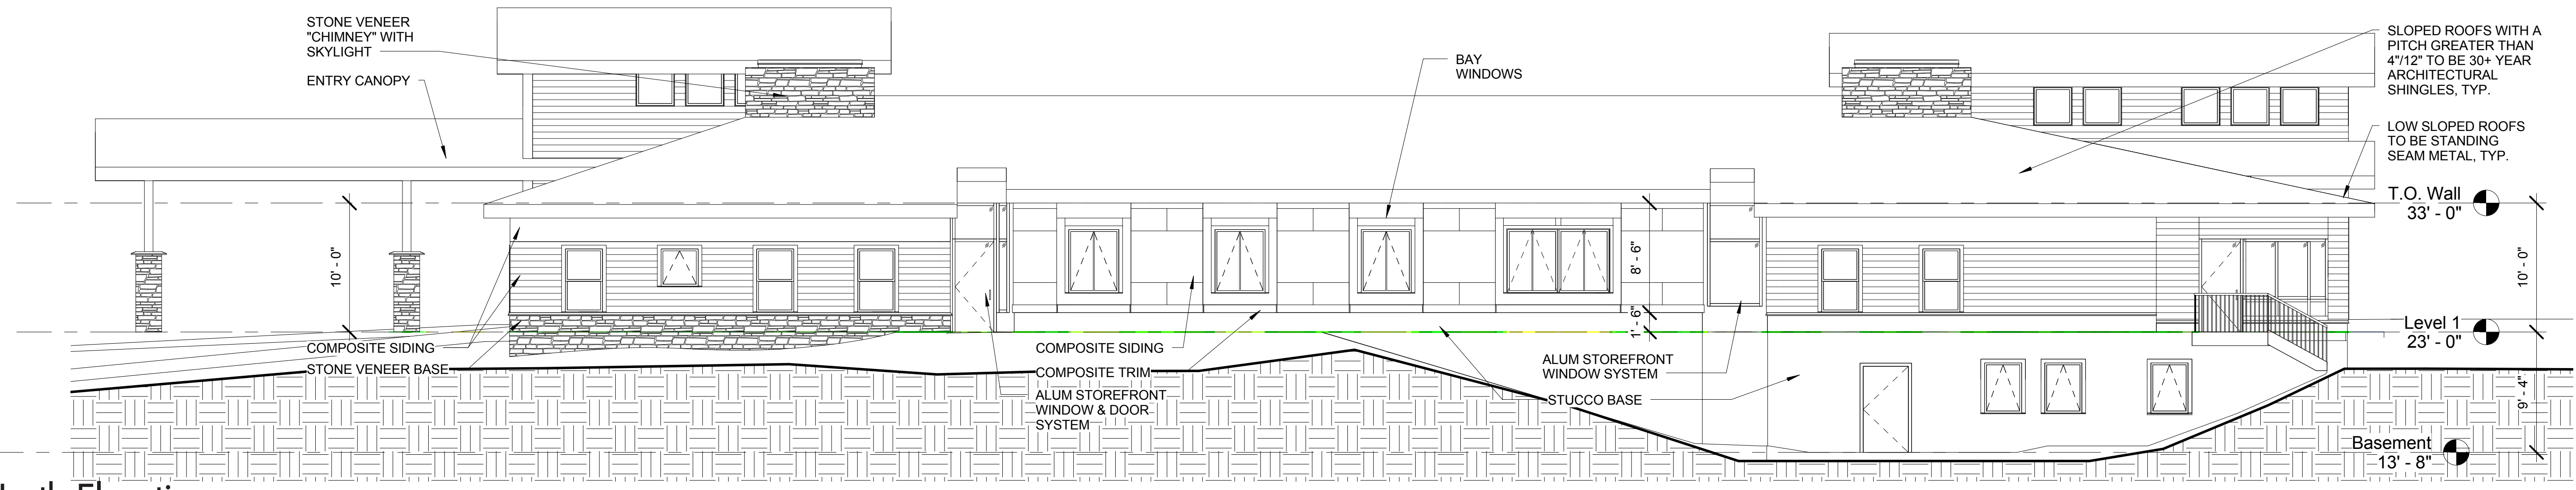 STONE VENEER
"CHIMNEY" WITH
SKYLIGHT
ENTRY CANOPY
BAY
WINDOWS
SLOPED ROOFS WITH A
PITCH GREATER THAN
4"/12" TO BE 30+ YEAR
ARCHITECTURAL
SHINGLES, TYP.
LOW SLOPED ROOFS
TO BE STANDING
SEAM METAL, TYP.
T.O. Wall
33' - 0"
10' - 0"
8' - 6"
1' - 6"
10' - 0"
Level 1
23' - 0"
COMPOSITE SIDING
STONE VENEER BASE
COMPOSITE SIDING
COMPOSITE TRIM
ALUM STOREFRONT
WINDOW & DOOR
SYSTEM
ALUM STOREFRONT
WINDOW SYSTEM
STUCCO BASE
9' - 4"
Basement
13' - 8"